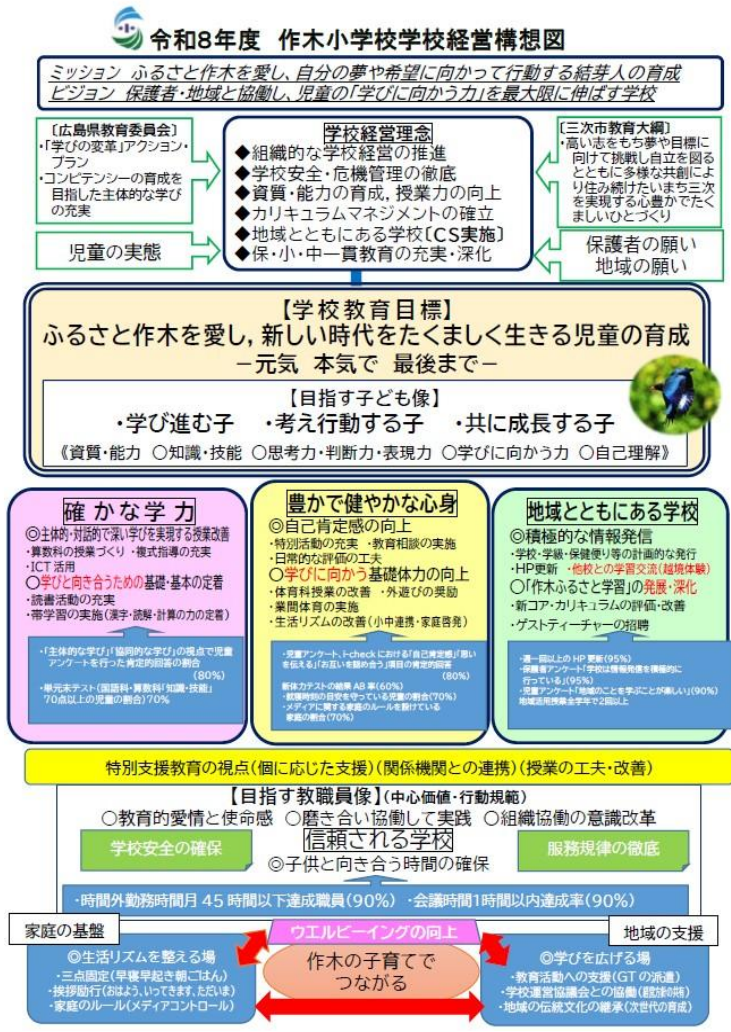 令和8年度 作木小学校学校経営構想図
ミッション ふるさと作木を愛し、自分の夢や希望に向かって行動する結芽人の育成
ビジョン 保護者・地域と協働し、児童の「学びに向かう力」を最大限に伸ばす学校
〔広島県教育委員会〕
・「学びの変革」アクション・
プラン
・コンピテンシーの育成を
目指した主体的な学び
の充実
児童の実態
学校経営理念
◆組織的な学校経営の推進
◆学校安全・危機管理の徹底
◆資質・能力の育成，授業力の向上
◆カリキュラムマネジメントの確立
◆地域とともにある学校〔CS実施〕
◆保・小・中一貫教育の充実・深化
【三次市教育大綱】
・高い志をもち夢や目標に
向けて挑戦し自立を図る
とともに多様な共創によ
り住み続けたいまち三次
を実現する心豊かでたく
ましいひとづくり
保護者の願い
地域の願い
【学校教育目標】
ふるさと作木を愛し，新しい時代をたくましく生きる児童の育成
－元気 本気で 最後まで－
【目指す子ども像】
・学び進む子 ・考え行動する子 ・共に成長する子
《資質・能力 〇知識・技能 〇思考力・判断力・表現力 〇学びに向かう力 〇自己理解》
確かな学力
◎主体的・対話的で深い学びを実現する授業改善
・算数科の授業づくり ・複式指導の充実
・ICT 活用
〇学びと向き合うための基礎・基本の定着
・読書活動の充実
・帯学習の実施(漢字・読解・計算の力の定着)
・「主体的な学び」「協同的な学び」の視点で児童
アンケートを行った肯定的回答の割合
(80%)
・単元末テスト(国語科・算数科「知識・技能」
70点以上の児童の割合)70%
豊かで健やかな心身
◎自己肯定感の向上
・特別活動の充実 ・教育相談の実施
・日常的な評価の工夫
〇学びに向かう基礎体力の向上
・体育科授業の改善 ・外遊びの奨励
・業間体育の実施
・生活リズムの改善(小中連携・家庭啓発)
・児童アンケート、i-checkにおける「自己肯定感」「思い
を伝える」「お互いを認め合う」項目の肯定的回答
(80%)
新体力テストの結果 AB 率(60%)
・就寝時刻の目安を守っている児童の割合(70%)
・メディアに関する家庭のルールを設けている
家庭の割合(70%)
地域とともにある学校
◎積極的な情報発信
・学校・学級・保健便り等の計画的な発行
・HP更新 ・他校との学習交流(越境体験)
〇「作木ふるさと学習」の発展・深化
・新コア・カリキュラムの評価・改善
・ゲストティーチャーの招聘
・週一回以上の HP 更新(95%)
・保護者アンケート「学校は情報発信を積極的に
行っている」(95%)
・児童アンケート「地域のことを学ぶことが楽しい」(90%)
地域活用授業全学年で2回以上
特別支援教育の視点(個に応じた支援)(関係機関との連携)(授業の工夫・改善)
【目指す教職員像】(中心価値・行動規範)
〇教育的愛情と使命感 〇磨き合い協働して実践 〇組織協働の意識改革
学校安全の確保
信頼される学校
◎子供と向き合う時間の確保
服務規律の徹底
・時間外勤務時間月 45 時間以下達成職員(90%) ・会議時間1時間以内達成率(90%)
家庭の基盤
◎生活リズムを整える場
・三点固定(早寝早起き朝ごはん)
・挨拶励行(おはよう、いってきます、ただいま)
・家庭のルール(メディアコントロール)
ウエルビーイングの向上
作木の子育てで
つながる
地域の支援
◎学びを広げる場
・教育活動への支援(GT の派遣)
・学校運営協議会との協働
・地域の伝統文化の継承(次世代の育成)